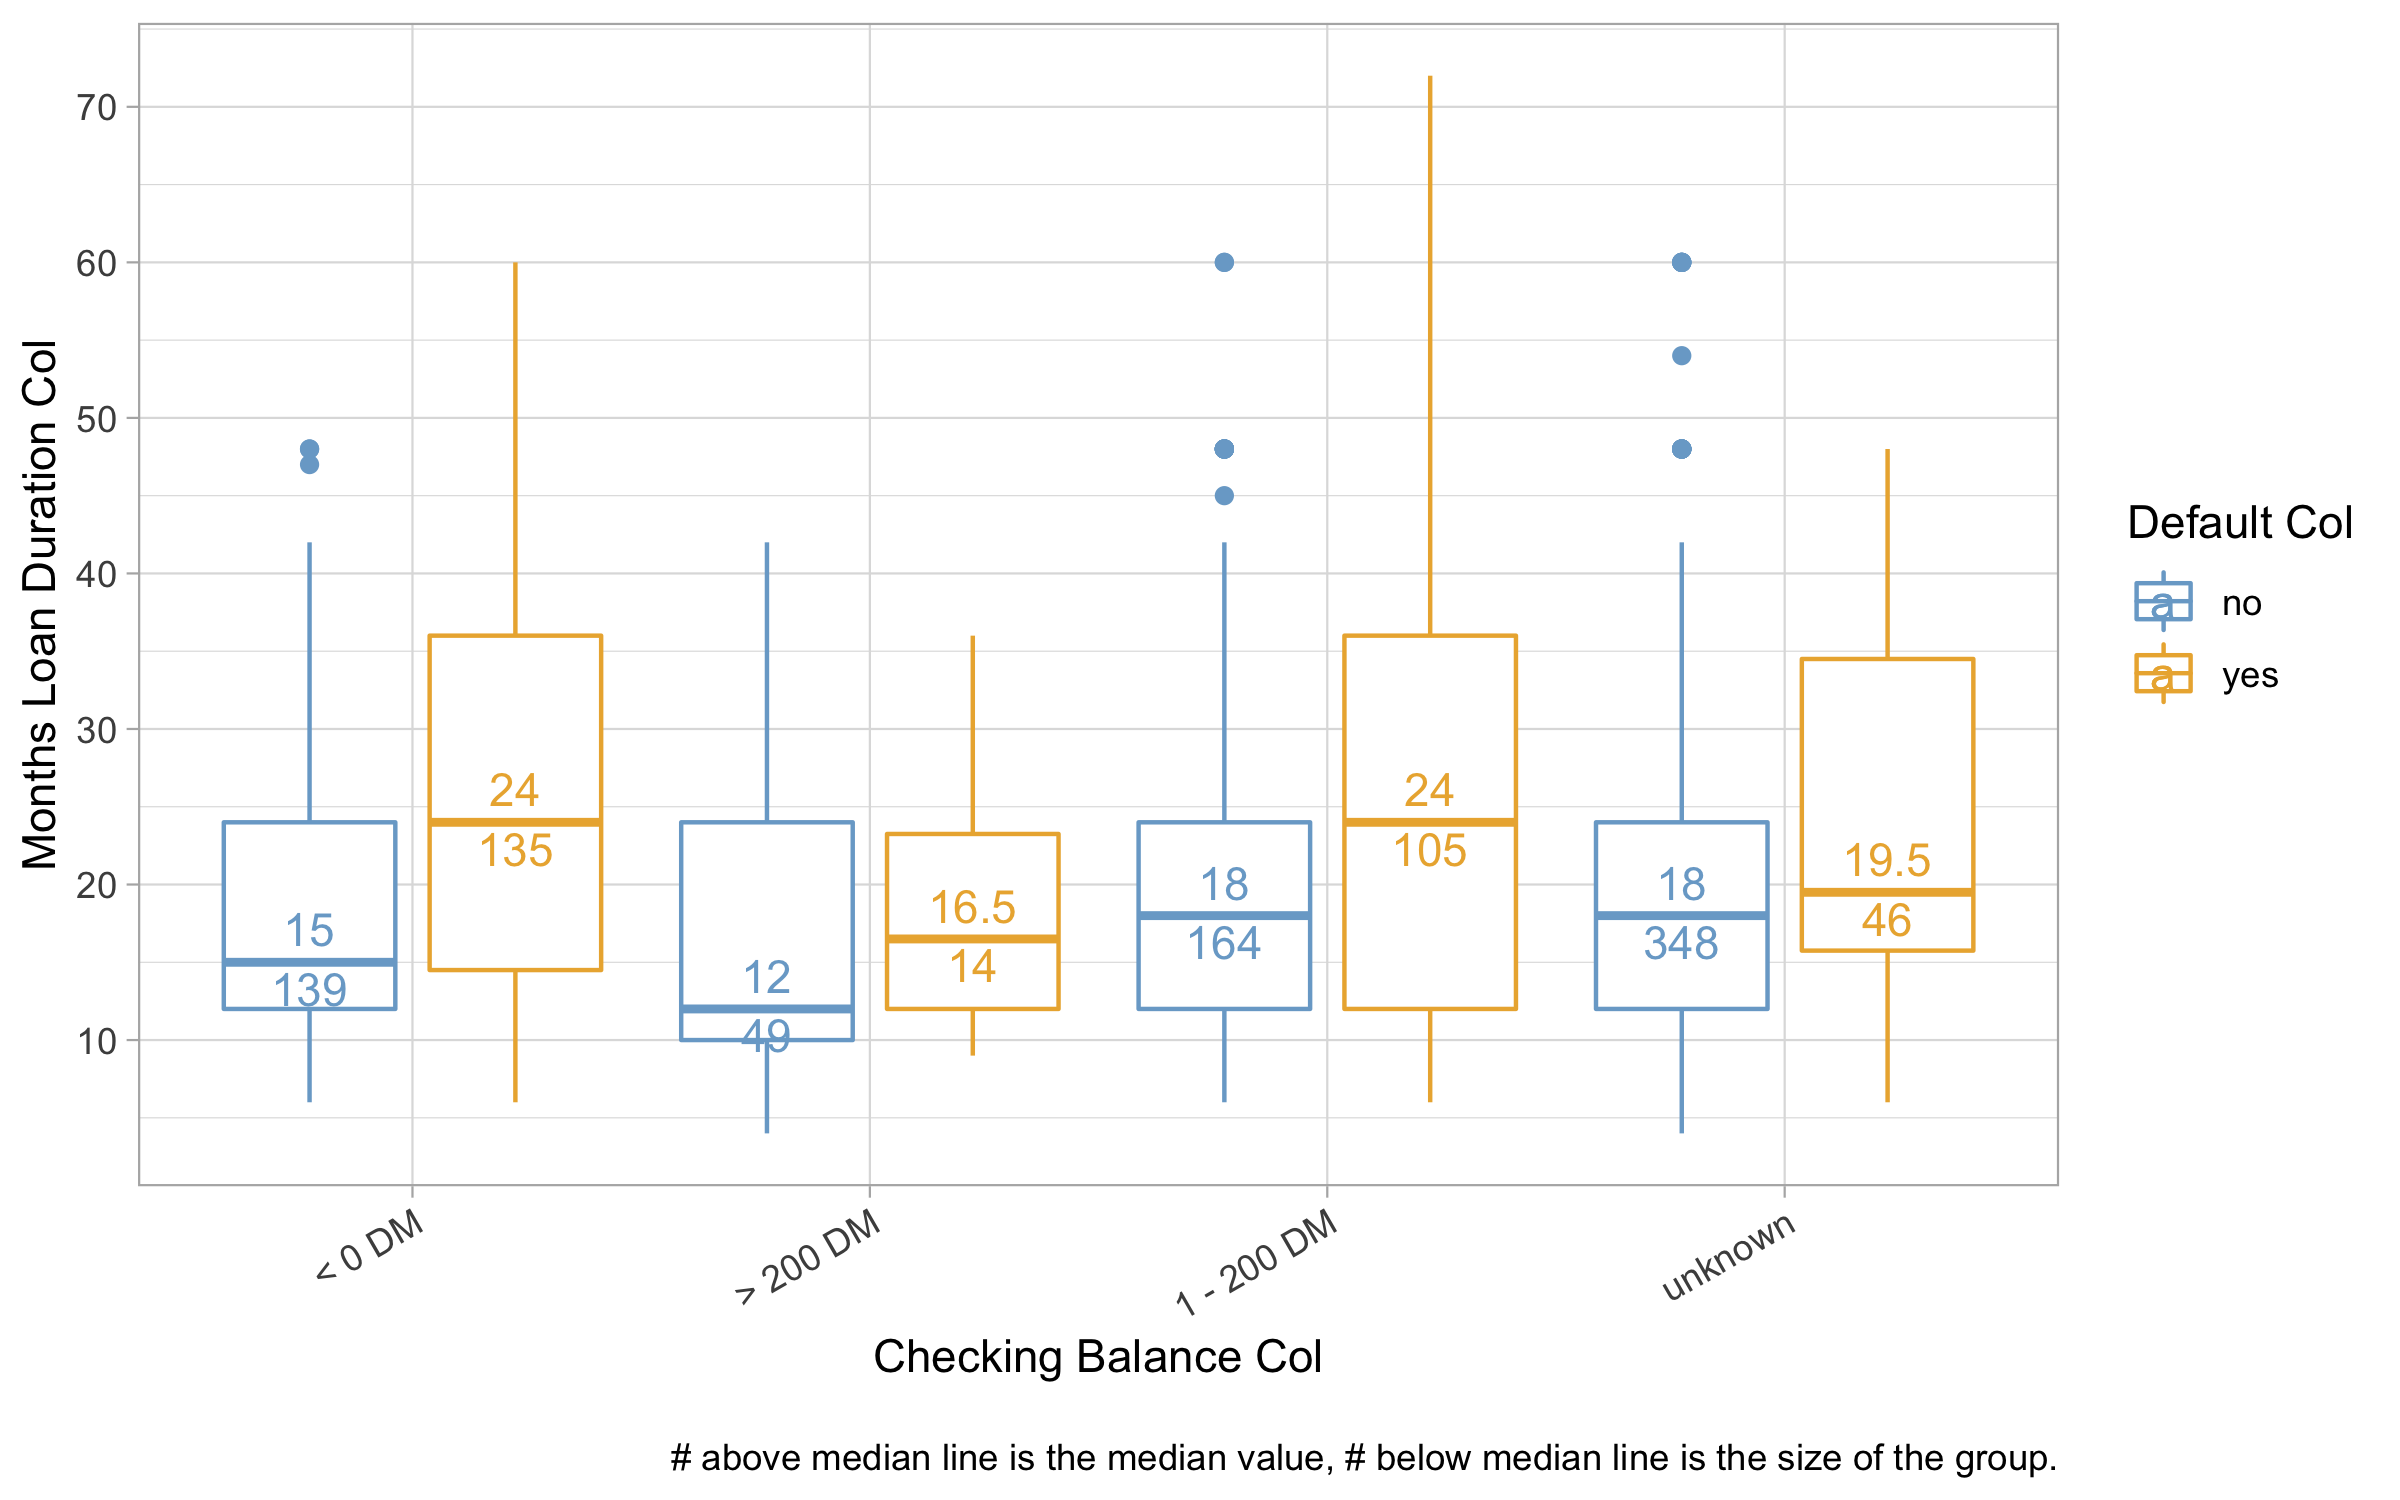 70
60
50
40
30
20
10
Months Loan Duration Col
15
139
24
135
12
49
16.5
14
18
164
24
105
18
348
19.5
46
< 0 DM
> 200 DM
1 - 200 DM
unknown
Checking Balance Col
Default Col
a no
a yes
# above median line is the median value, # below median line is the size of the group.